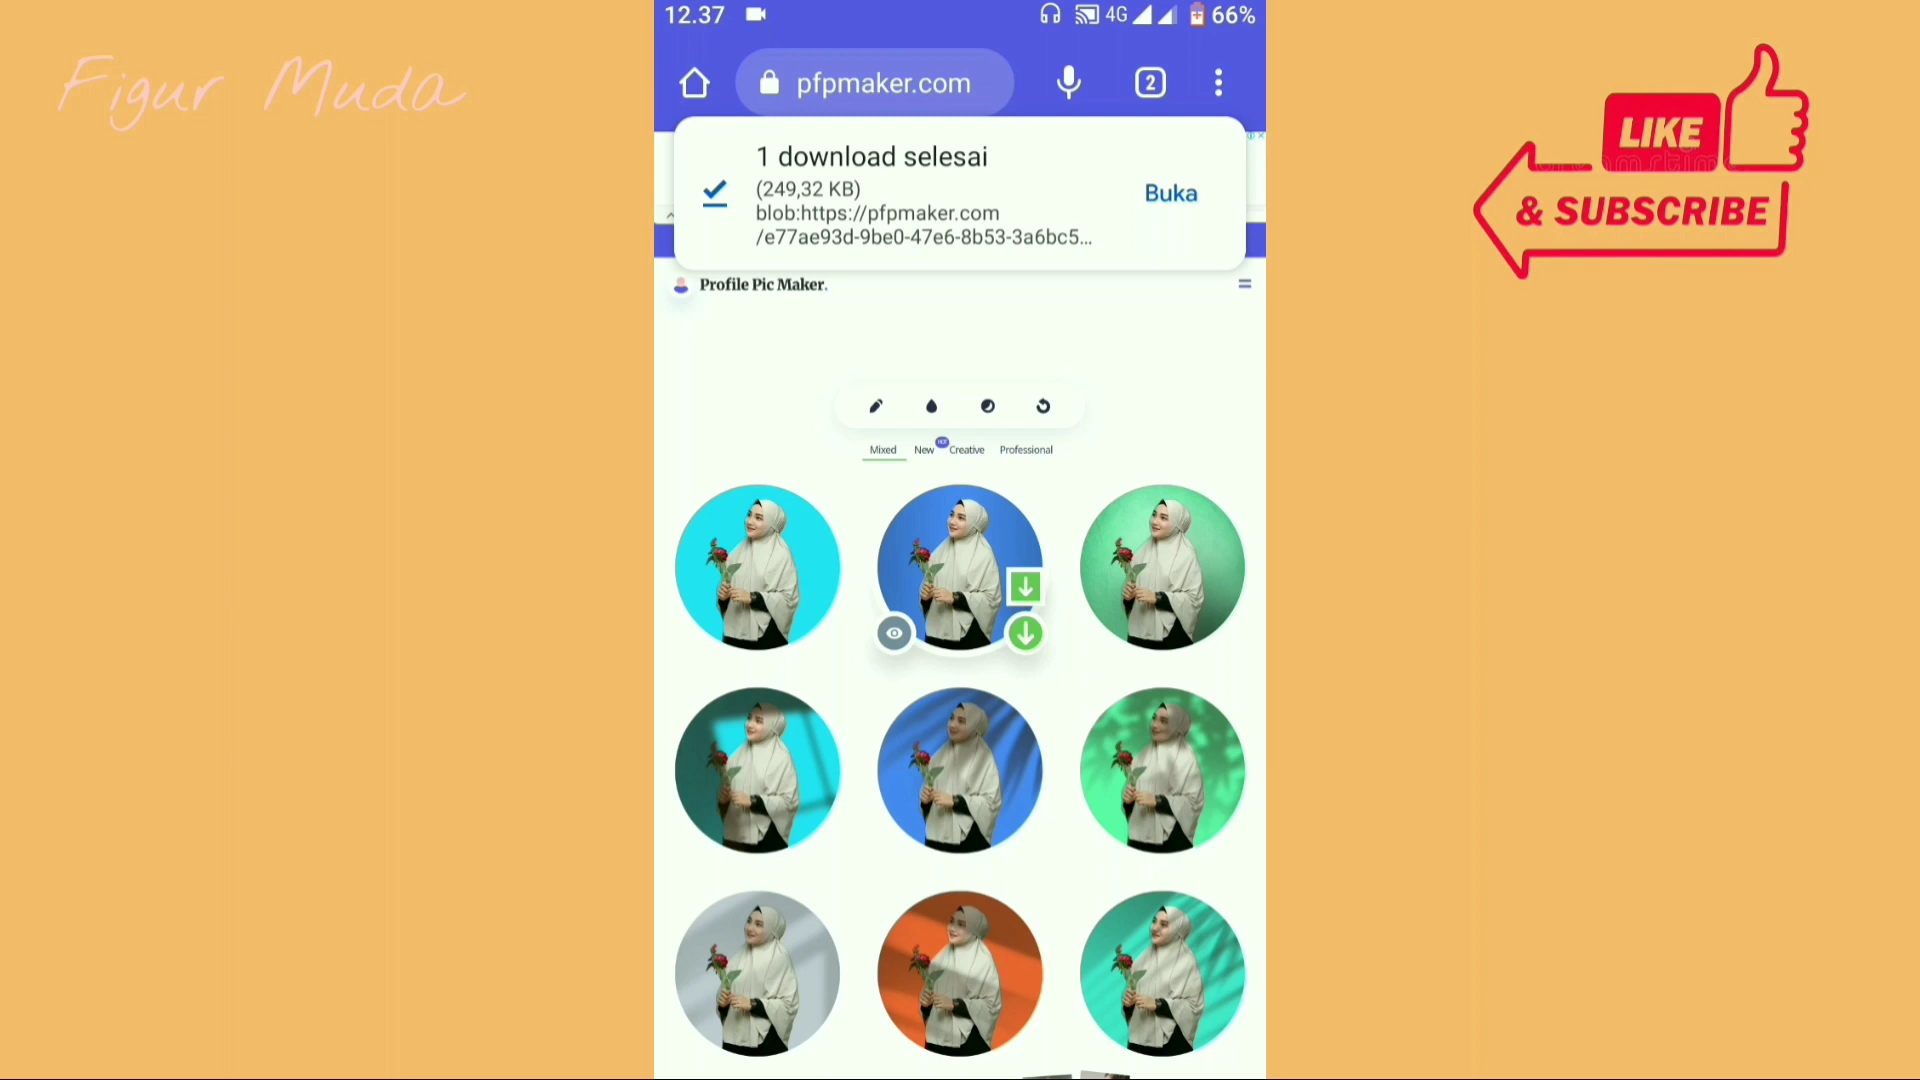 Figur Muda
12.37
4G
66%
pfpmaker.com
2
1 download selesai
(249,32 KB)
blob:https://pfpmaker.com
/e77ae93d-9be0-47e6-8b53-3a6bc5...
Buka
Profile Pic Maker.
Mixed
New
HOT
Creative
Professional
LIKE
& SUBSCRIBE